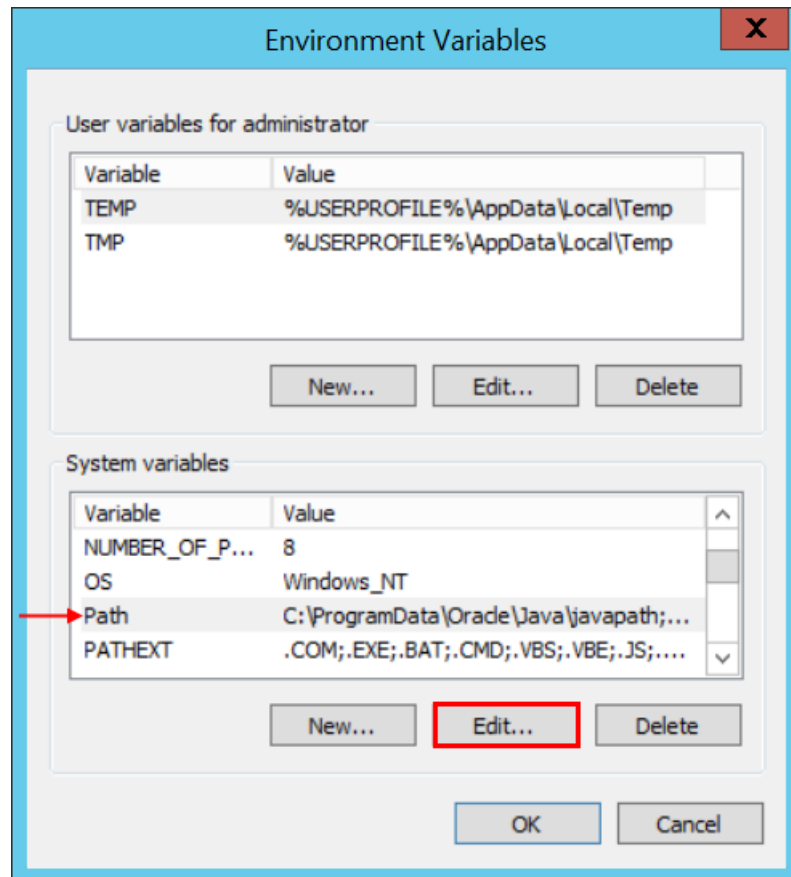 Environment Variables
X
User variables for administrator
Variable Value
TEMP %USERPROFILE%\AppData\Local\Temp
TMP %USERPROFILE%\AppData\Local\Temp
New... Edit... Delete
System variables
Variable Value
NUMBER_OF_P... 8
OS Windows_NT
Path C:\ProgramData\Oracle\Java\javapath;...
PATHEXT .COM;.EXE;.BAT;.CMD;.VBS;.VBE;.JS;....
New... Edit... Delete
OK Cancel